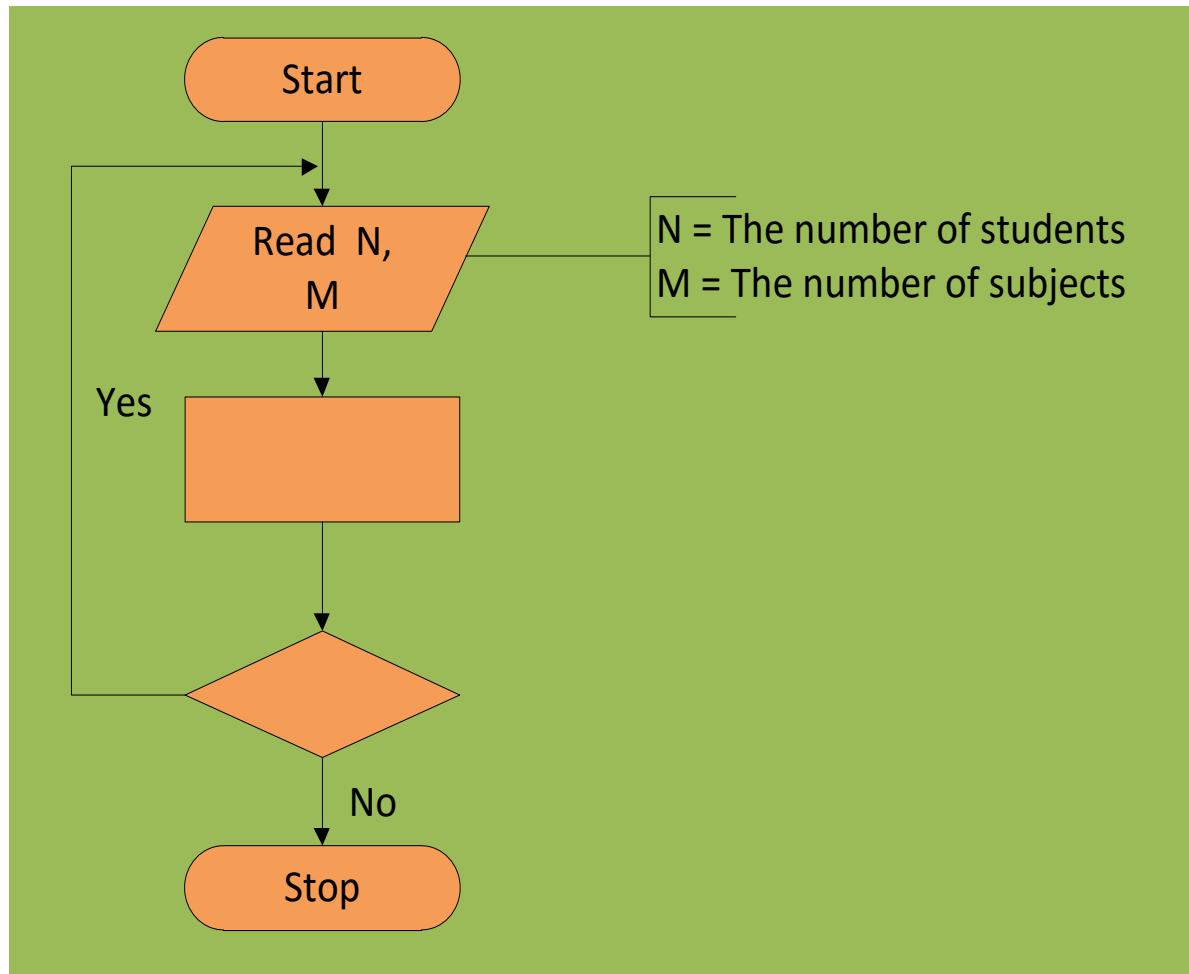 Start
Read N,
M
N = The number of students
M = The number of subjects
Yes
No
Stop